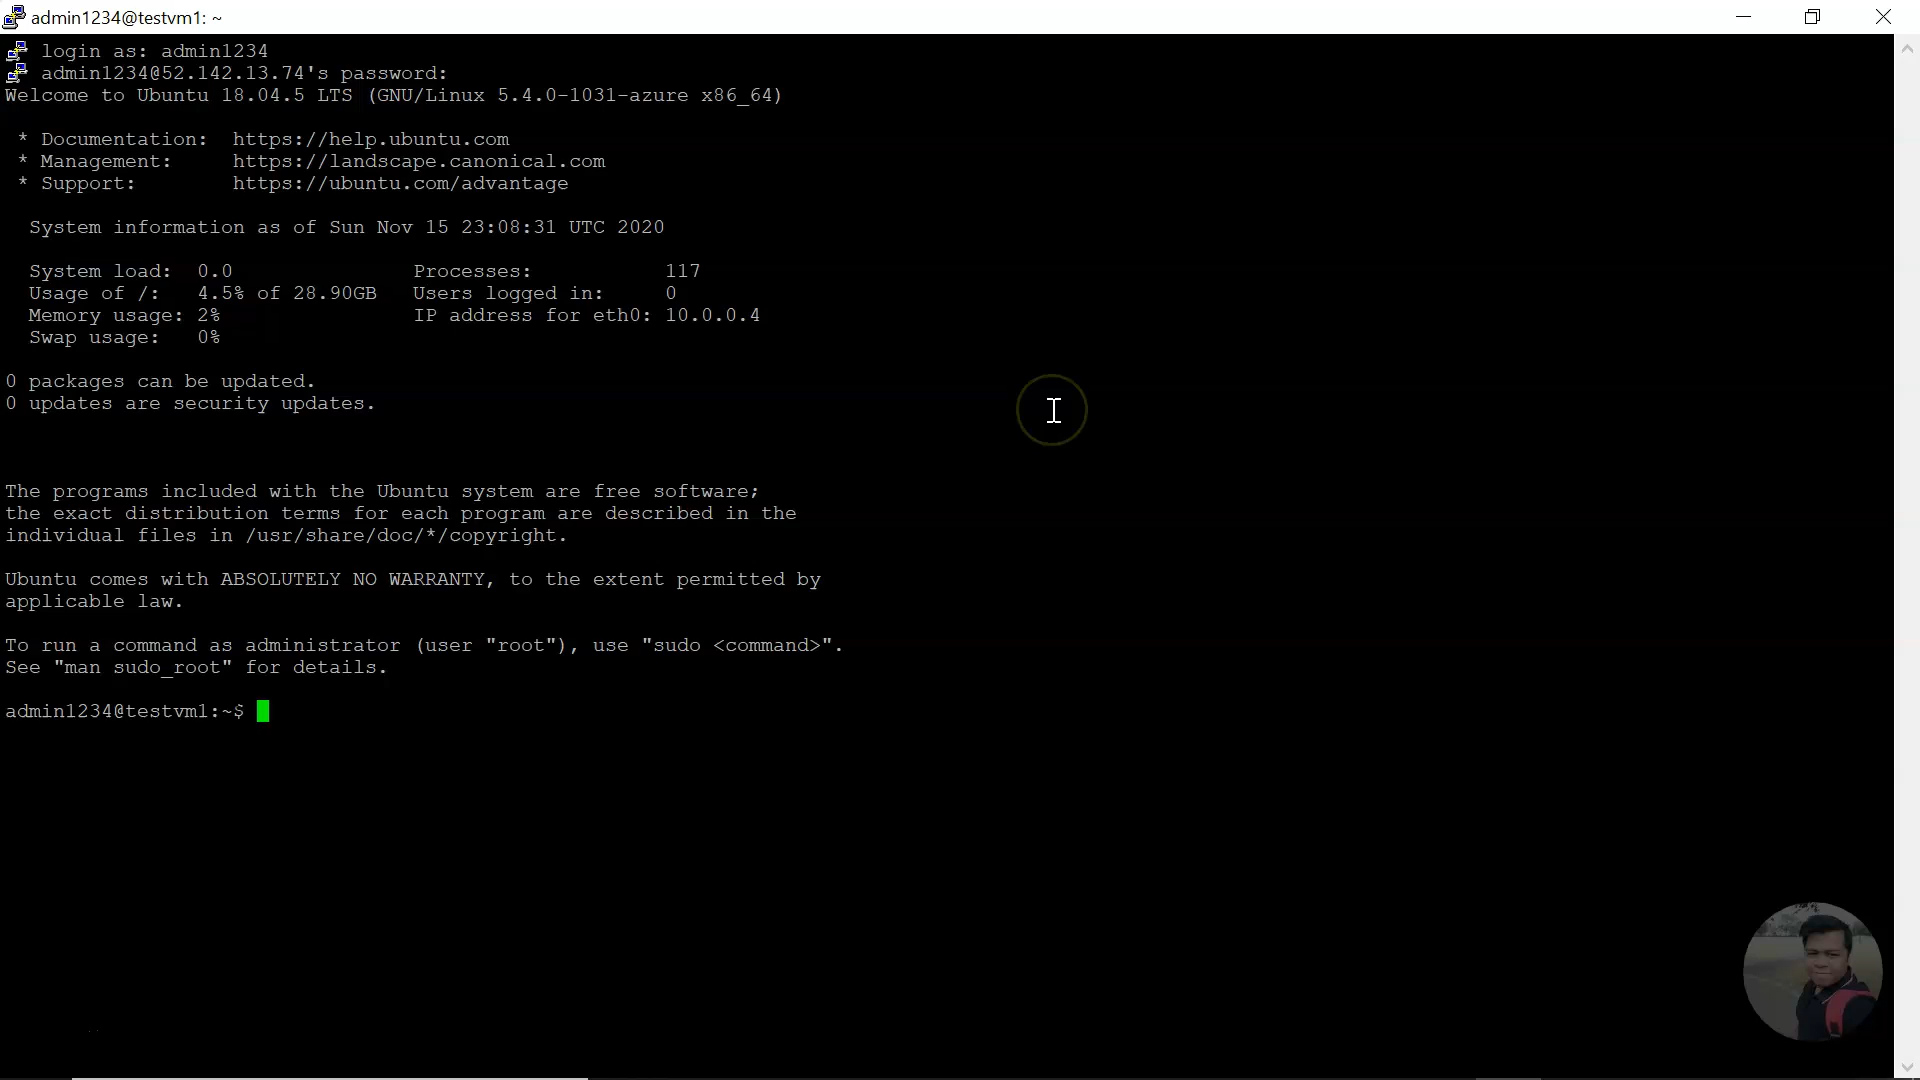 admin1234@testvm1: ~
login as: admin1234
admin1234@52.142.13.74's password:
Welcome to Ubuntu 18.04.5 LTS (GNU/Linux 5.4.0-1031-azure x86_64)
* Documentation:  https://help.ubuntu.com
* Management:     https://landscape.canonical.com
* Support:        https://ubuntu.com/advantage
System information as of Sun Nov 15 23:08:31 UTC 2020
System load:  0.0               Processes:           117
Usage of /:   4.5% of 28.90GB   Users logged in:     0
Memory usage: 2%                IP address for eth0: 10.0.0.4
Swap usage:   0%
0 packages can be updated.
0 updates are security updates.
The programs included with the Ubuntu system are free software;
the exact distribution terms for each program are described in the
individual files in /usr/share/doc/*/copyright.
Ubuntu comes with ABSOLUTELY NO WARRANTY, to the extent permitted by
applicable law.
To run a command as administrator (user "root"), use "sudo <command>".
See "man sudo_root" for details.
admin1234@testvm1:~$